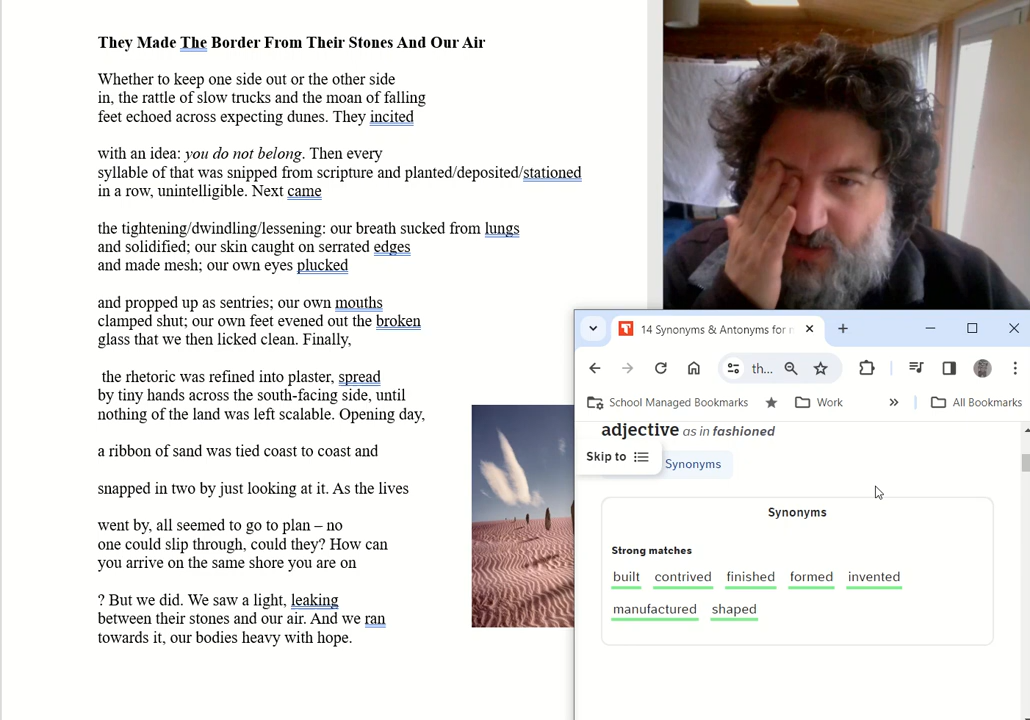 They Made The Border From Their Stones And Our Air
Whether to keep one side out or the other side
in, the rattle of slow trucks and the moan of falling
feet echoed across expecting dunes. They incited
with an idea: you do not belong. Then every
syllable of that was snipped from scripture and planted/deposited/stationed
in a row, unintelligible. Next came
the tightening/dwindling/lessening: our breath sucked from lungs
and solidified; our skin caught on serrated edges
and made mesh; our own eyes plucked
and propped up as sentries; our own mouths
clamped shut; our own feet evened out the broken
glass that we then licked clean. Finally,
the rhetoric was refined into plaster, spread
by tiny hands across the south-facing side, until
nothing of the land was left scalable. Opening day,
a ribbon of sand was tied coast to coast and
snapped in two by just looking at it. As the lives
went by, all seemed to go to plan – no
one could slip through, could they? How can
you arrive on the same shore you are on
? But we did. We saw a light, leaking
between their stones and our air. And we ran
towards it, our bodies heavy with hope.
14 Synonyms & Antonyms for
th...
School Managed Bookmarks
Work
All Bookmarks
adjective as in fashioned
Skip to
Synonyms
Synonyms
Strong matches
built contrived finished formed invented
manufactured shaped